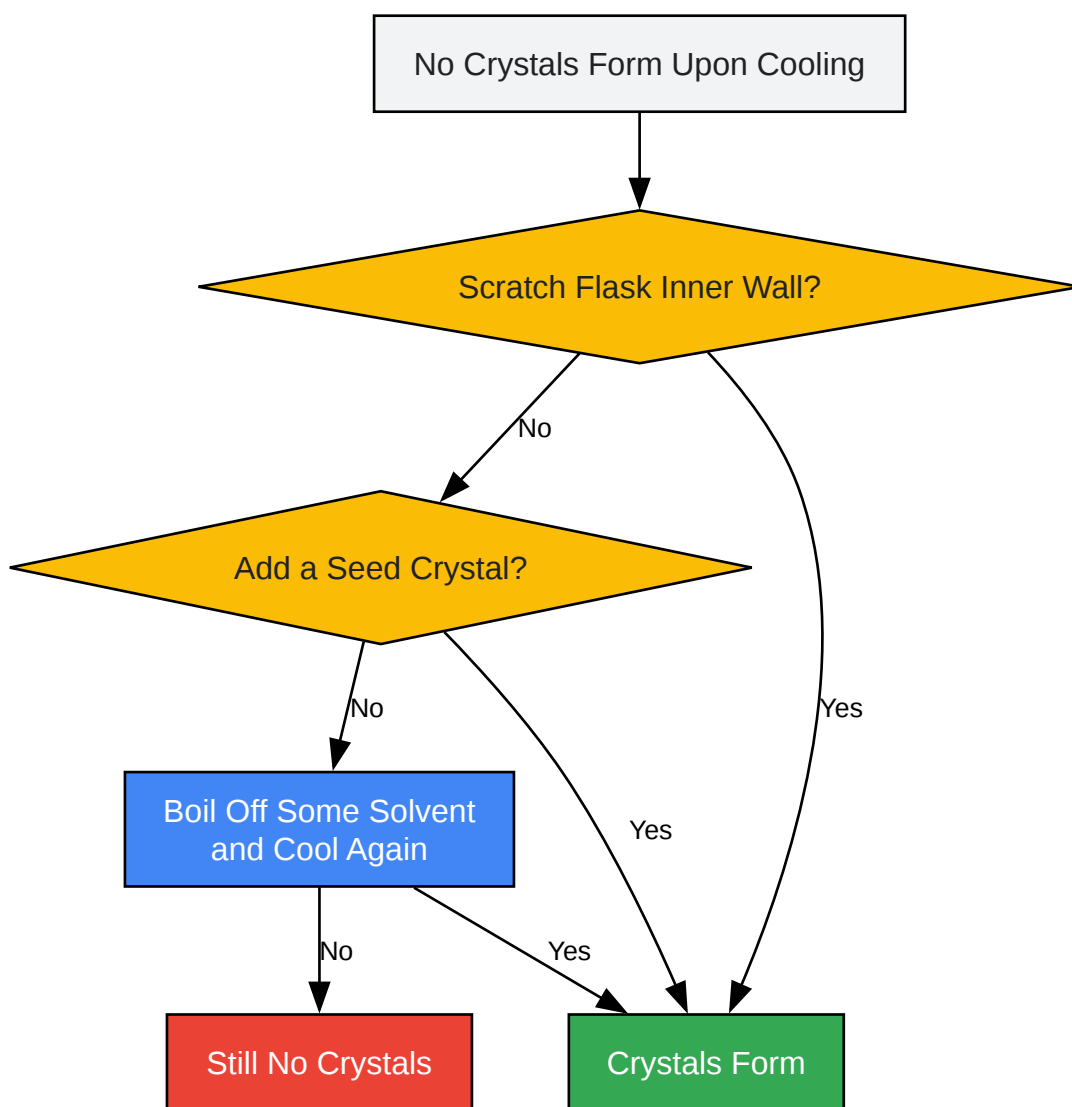 No Crystals Form Upon Cooling
Scratch Flask Inner Wall?
No
Add a Seed Crystal?
No
Yes
Boil Off Some Solvent
and Cool Again
Yes
No
Yes
Still No Crystals
Crystals Form